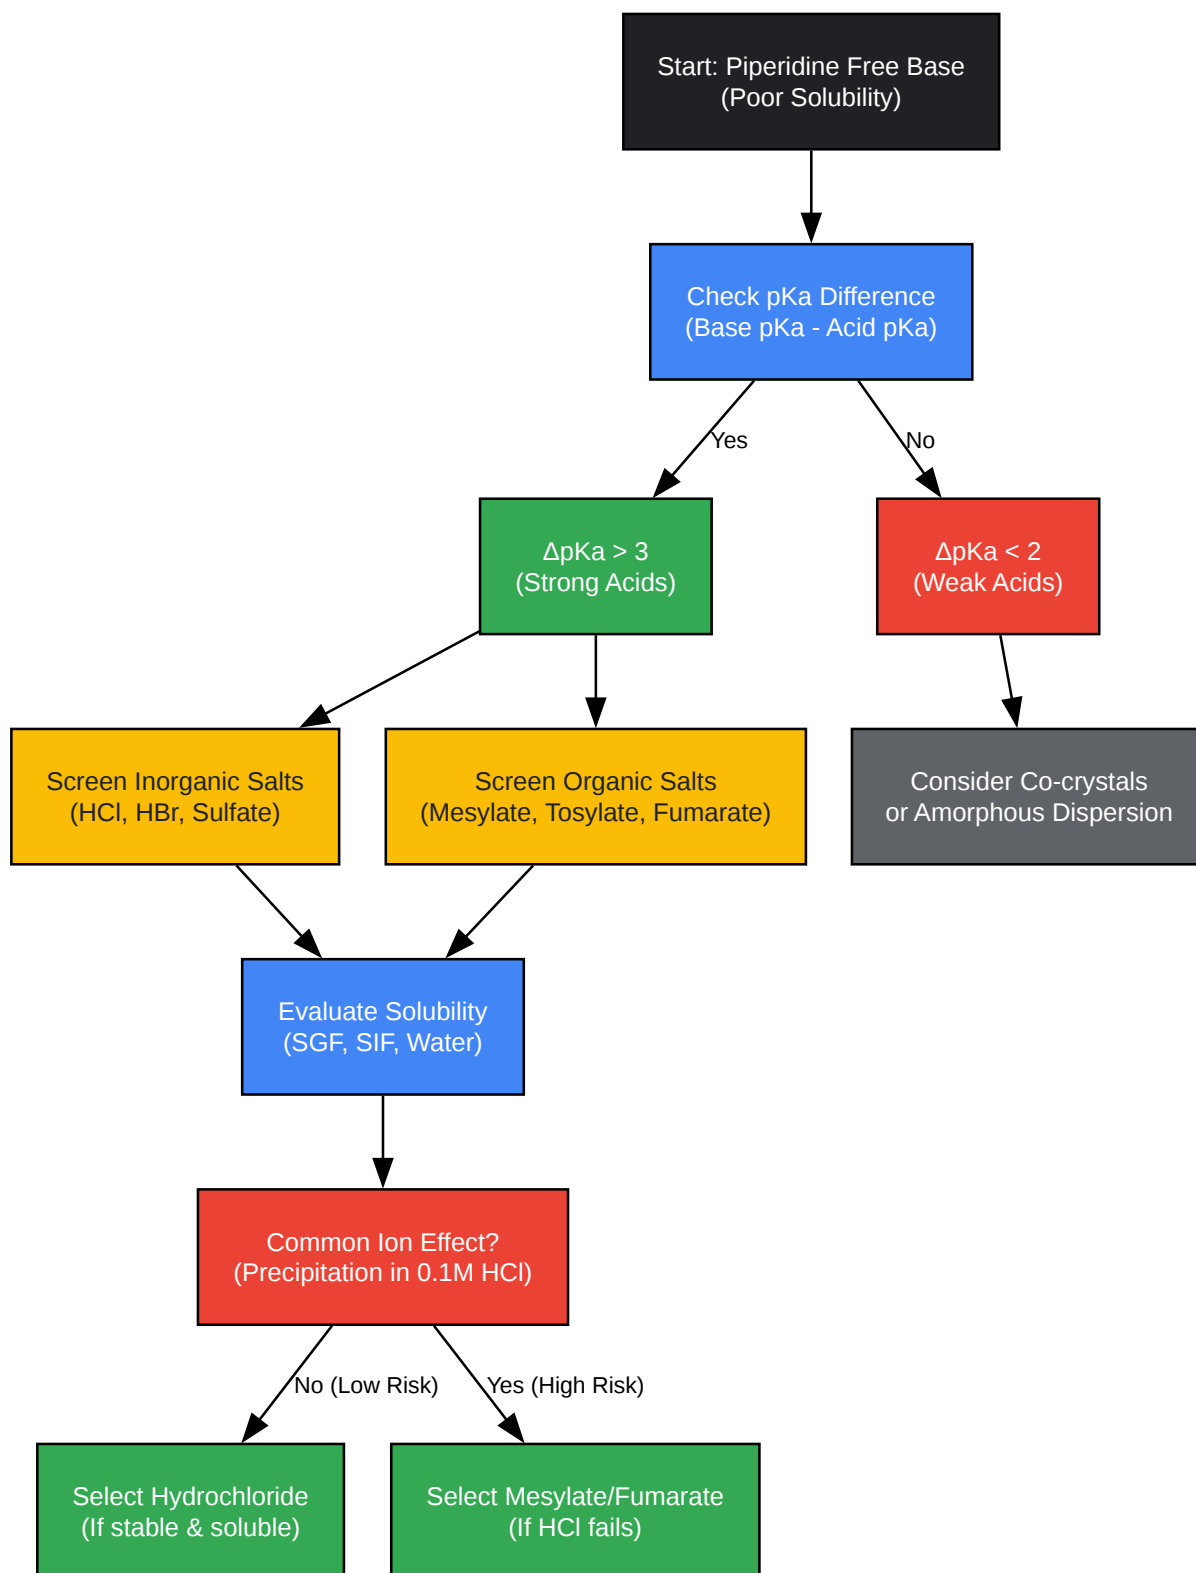 Start: Piperidine Free Base
(Poor Solubility)
Check pKa Difference
(Base pKa - Acid pKa)
Yes
No
ΔpKa > 3
(Strong Acids)
ΔpKa < 2
(Weak Acids)
Screen Inorganic Salts
(HCl, HBr, Sulfate)
Screen Organic Salts
(Mesylate, Tosylate, Fumarate)
Consider Co-crystals
or Amorphous Dispersion
Evaluate Solubility
(SGF, SIF, Water)
Common Ion Effect?
(Precipitation in 0.1M HCl)
No (Low Risk)
Yes (High Risk)
Select Hydrochloride
(If stable & soluble)
Select Mesylate/Fumarate
(If HCl fails)